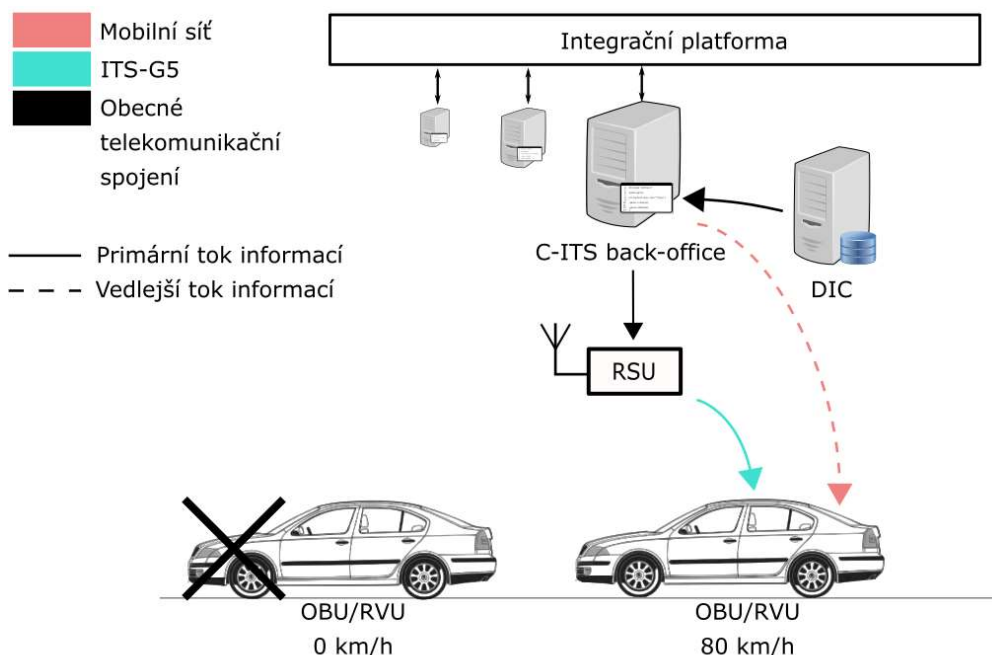 Mobilní síť
ITS-G5
Obecné
telekomunikační
spojení
Primární tok informací
Vedlejší tok informací
Integrační platforma
C-ITS back-office
DIC
RSU
OBU/RVU
0 km/h
OBU/RVU
80 km/h